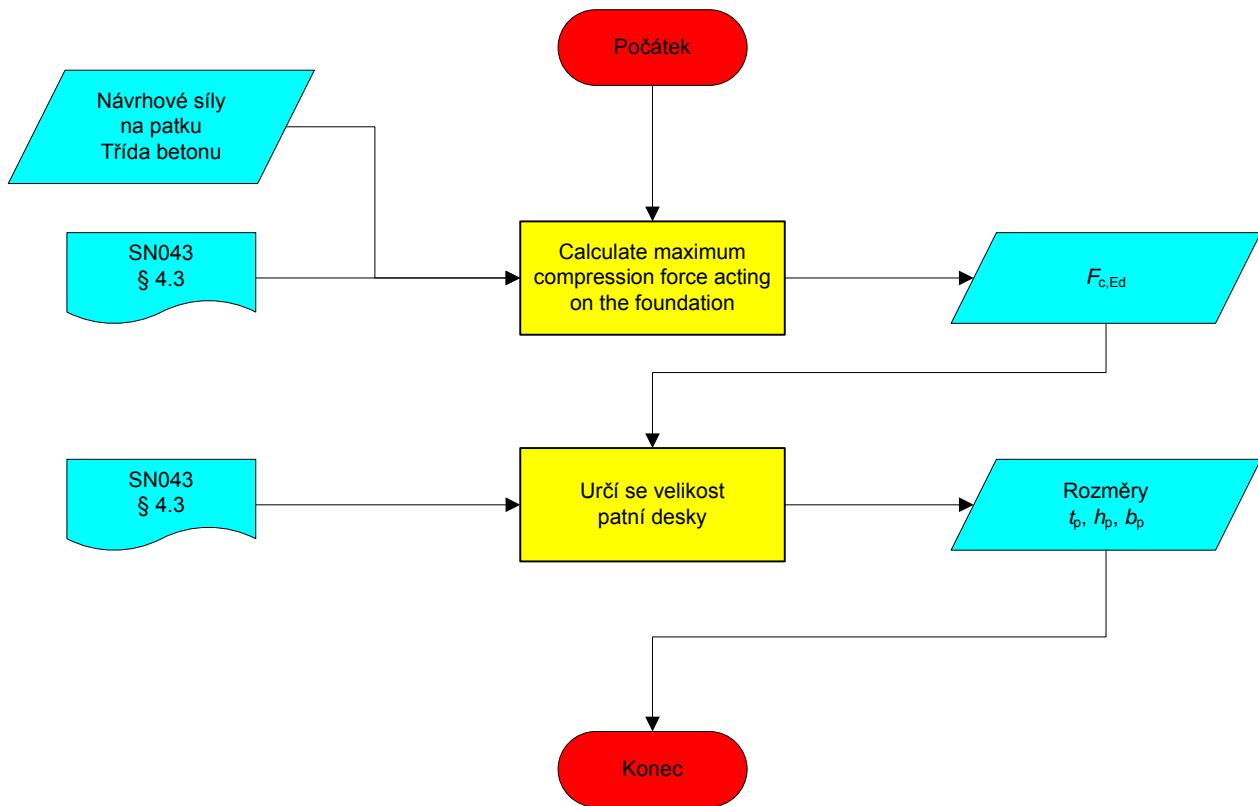 Počátek
Návrhové síly
na patku
Třída betonu
SN043
§ 4.3
Calculate maximum
compression force acting
on the foundation
Fc,Ed
SN043
§ 4.3
Určí se velikost
patní desky
Rozměry
tp, hp, bp
Konec